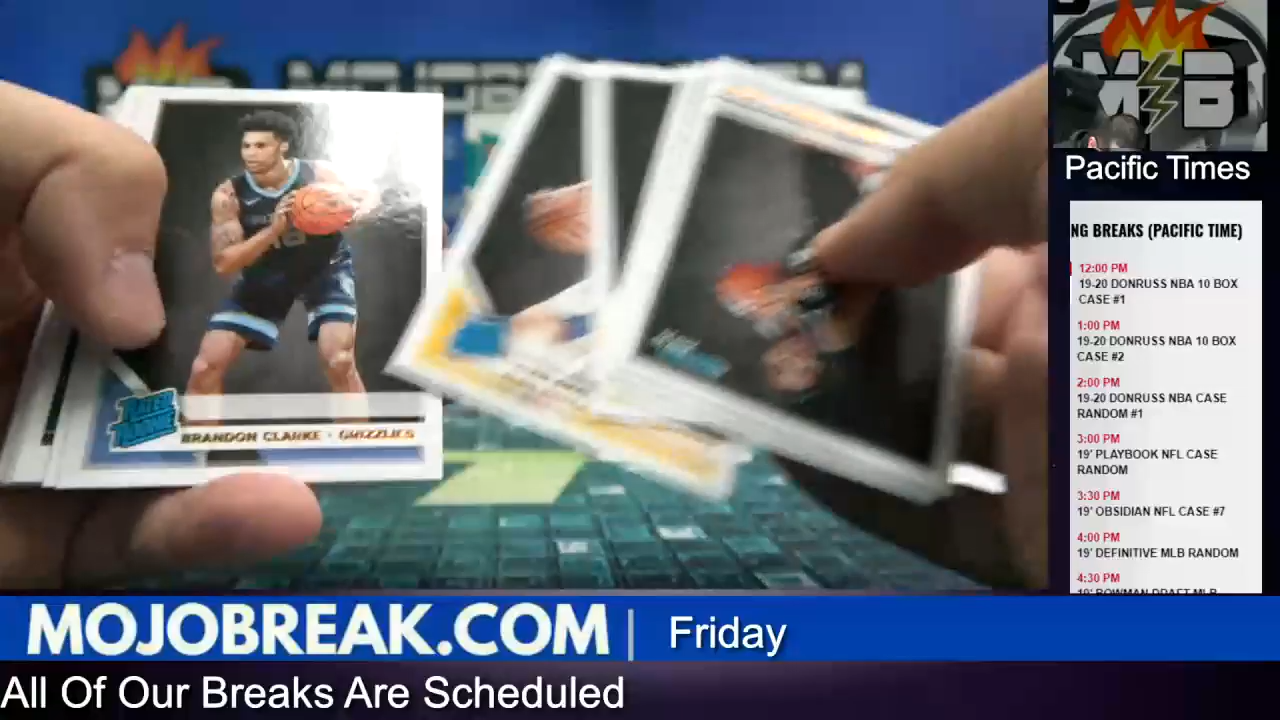 RATED
ROOKIE
BRANDON CLARKE · GRIZZLIES
MB
Pacific Times
NG BREAKS (PACIFIC TIME)
12:00 PM
19-20 DONRUSS NBA 10 BOX
CASE #1
1:00 PM
19-20 DONRUSS NBA 10 BOX
CASE #2
2:00 PM
19-20 DONRUSS NBA CASE
RANDOM #1
3:00 PM
19' PLAYBOOK NFL CASE
RANDOM
3:30 PM
19' OBSIDIAN NFL CASE #7
4:00 PM
19' DEFINITIVE MLB RANDOM
4:30 PM
19' BOWMAN DRAFT MLB
MOJOBREAK.COM | Friday
All Of Our Breaks Are Scheduled